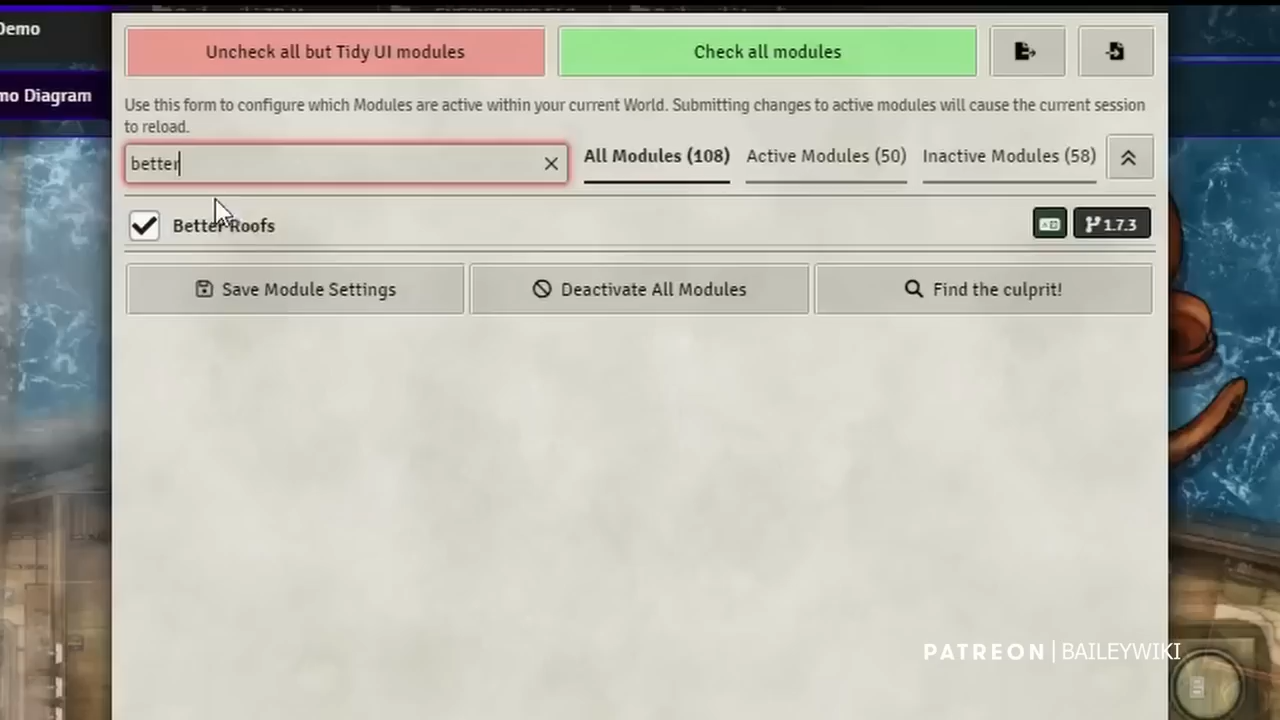 Demo
mo Diagram
Uncheck all but Tidy UI modules
Check all modules
Use this form to configure which Modules are active within your current World. Submitting changes to active modules will cause the current session
to reload.
better
All Modules (108)
Active Modules (50)
Inactive Modules (58)
Better Roofs
1.7.3
Save Module Settings
Deactivate All Modules
Find the culprit!
PATREON | BAILEYWIKI